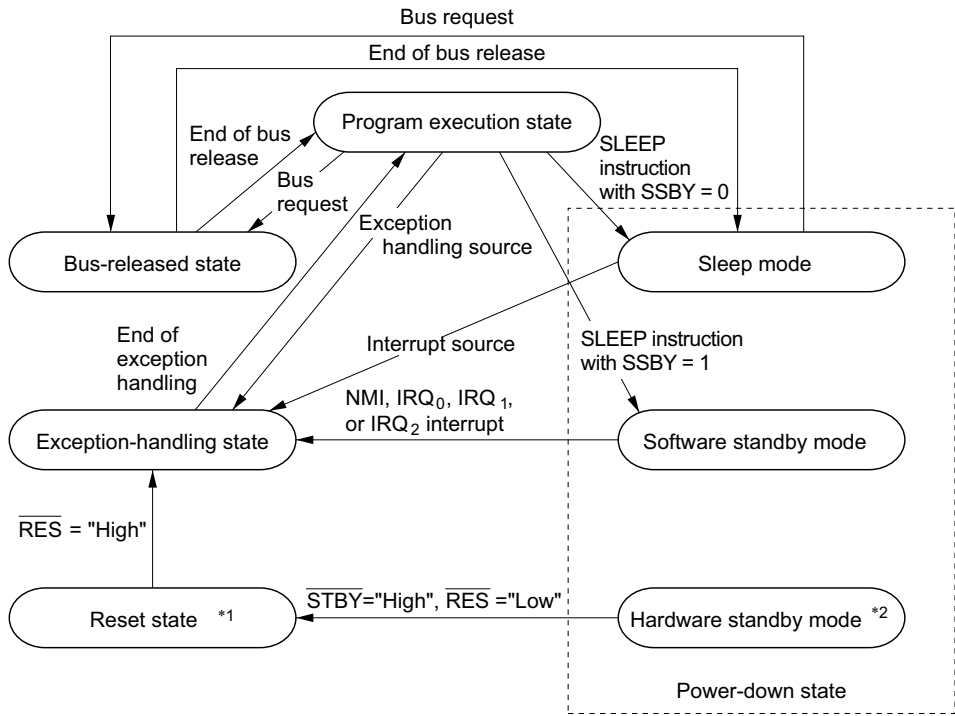 Bus request
End of bus release
Program execution state
End of bus
release
Bus
request
SLEEP
instruction
with SSBY = 0
Exception
handling source
Bus-released state
Sleep mode
End of
exception
handling
Interrupt source
SLEEP instruction
with SSBY = 1
NMI, IRQ0, IRQ1,
or IRQ2 interrupt
Exception-handling state
Software standby mode
R̅E̅S̅ = "High"
S̅T̅B̅Y̅="High", R̅E̅S̅ ="Low"
Reset state *1
Hardware standby mode *2
Power-down state